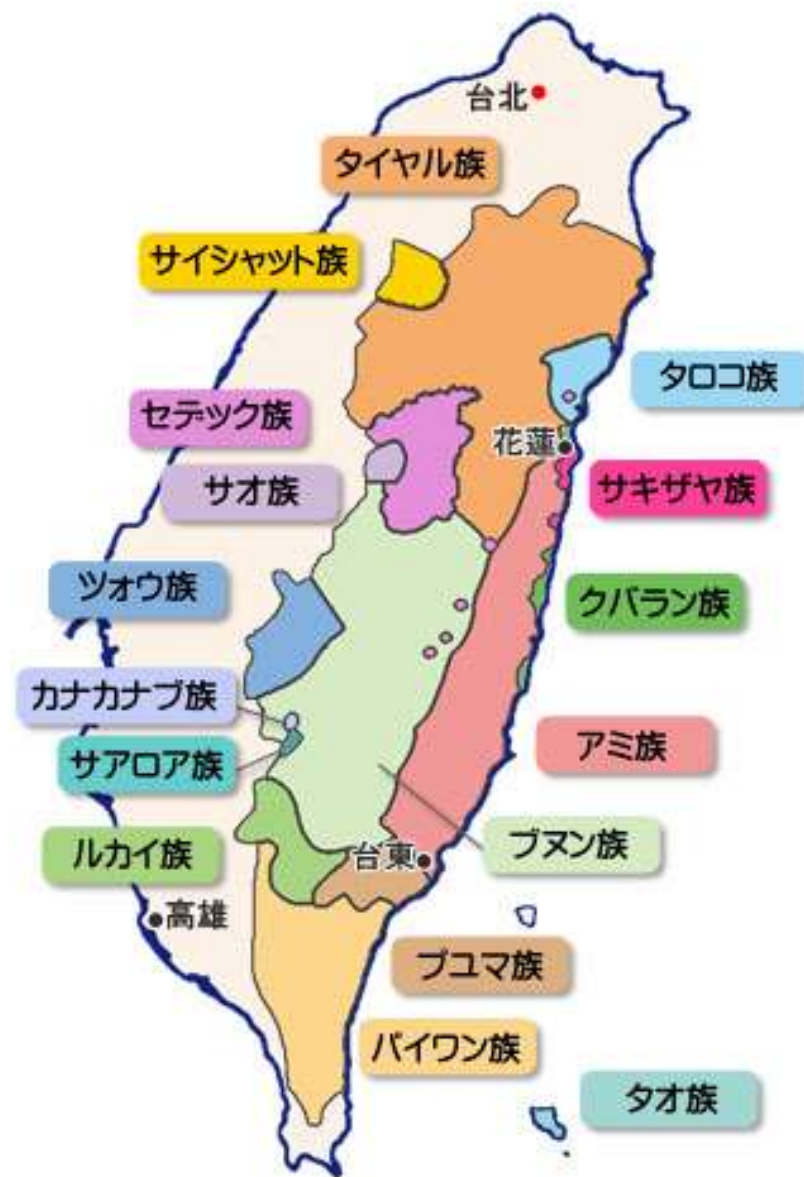 台北
タイヤル族
サイシャット族
タロコ族
セデック族
花蓮
サオ族
サキザヤ族
ツォウ族
クバラン族
カナカナブ族
アミ族
サアロア族
ブヌン族
ルカイ族
台東
高雄
プユマ族
パイワン族
タオ族